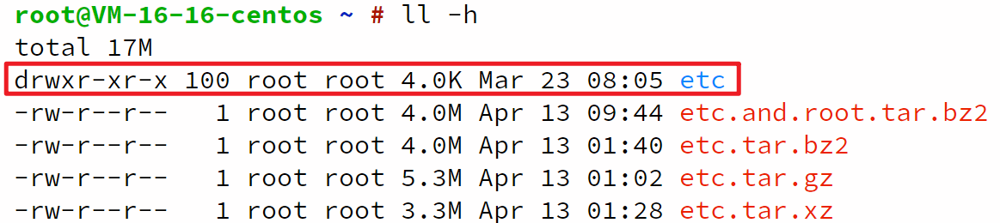 root@VM-16-16-centos ~ # ll -h
total 17M
drwxr-xr-x 100 root root 4.0K Mar 23 08:05 etc
-rw-r--r-- 1 root root 4.0M Apr 13 09:44 etc.and.root.tar.bz2
-rw-r--r-- 1 root root 4.0M Apr 13 01:40 etc.tar.bz2
-rw-r--r-- 1 root root 5.3M Apr 13 01:02 etc.tar.gz
-rw-r--r-- 1 root root 3.3M Apr 13 01:28 etc.tar.xz